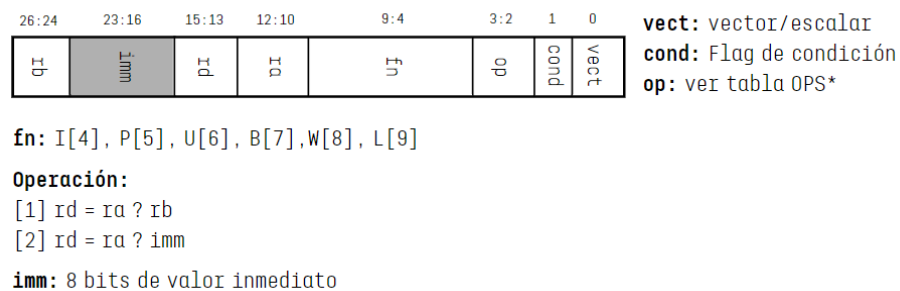 26:24 23:16 15:13 12:10 9:4 3:2 1 0
rb imm rd ra fn op cond vect
vect: vector/escalar
cond: Flag de condición
op: ver tabla OPS*
fn: I[4], P[5], U[6], B[7],W[8], L[9]
Operación:
[1] rd = ra ? rb
[2] rd = ra ? imm
imm: 8 bits de valor inmediato